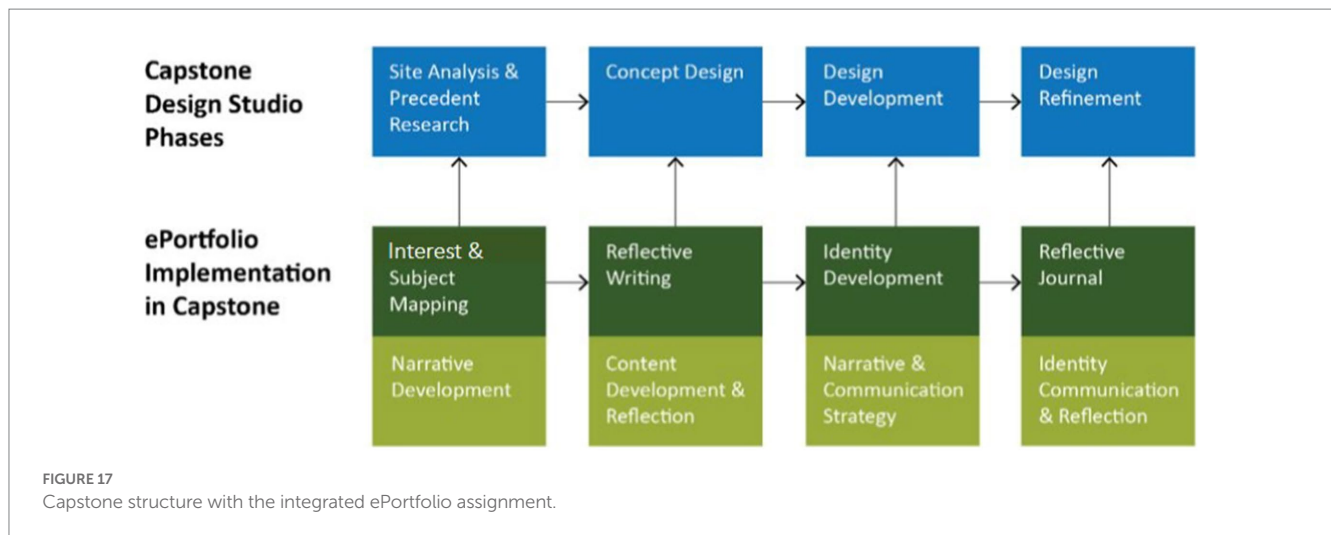 Capstone
Design Studio
Phases
Site Analysis &
Precedent
Research
Concept Design
Design
Development
Design
Refinement
ePortfolio
Implementation
in Capstone
Interest &
Subject
Mapping
Reflective
Writing
Identity
Development
Reflective
Journal
Narrative
Development
Content
Development &
Reflection
Narrative &
Communication
Strategy
Identity
Communication
& Reflection
FIGURE 17
Capstone structure with the integrated ePortfolio assignment.